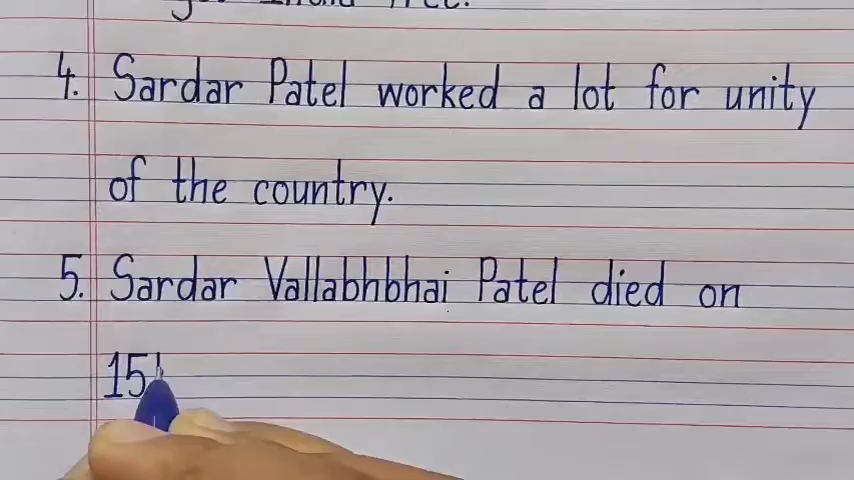 4. Sardar Patel worked a lot for unity
of the country.
5. Sardar Vallabhbhai Patel died on
15